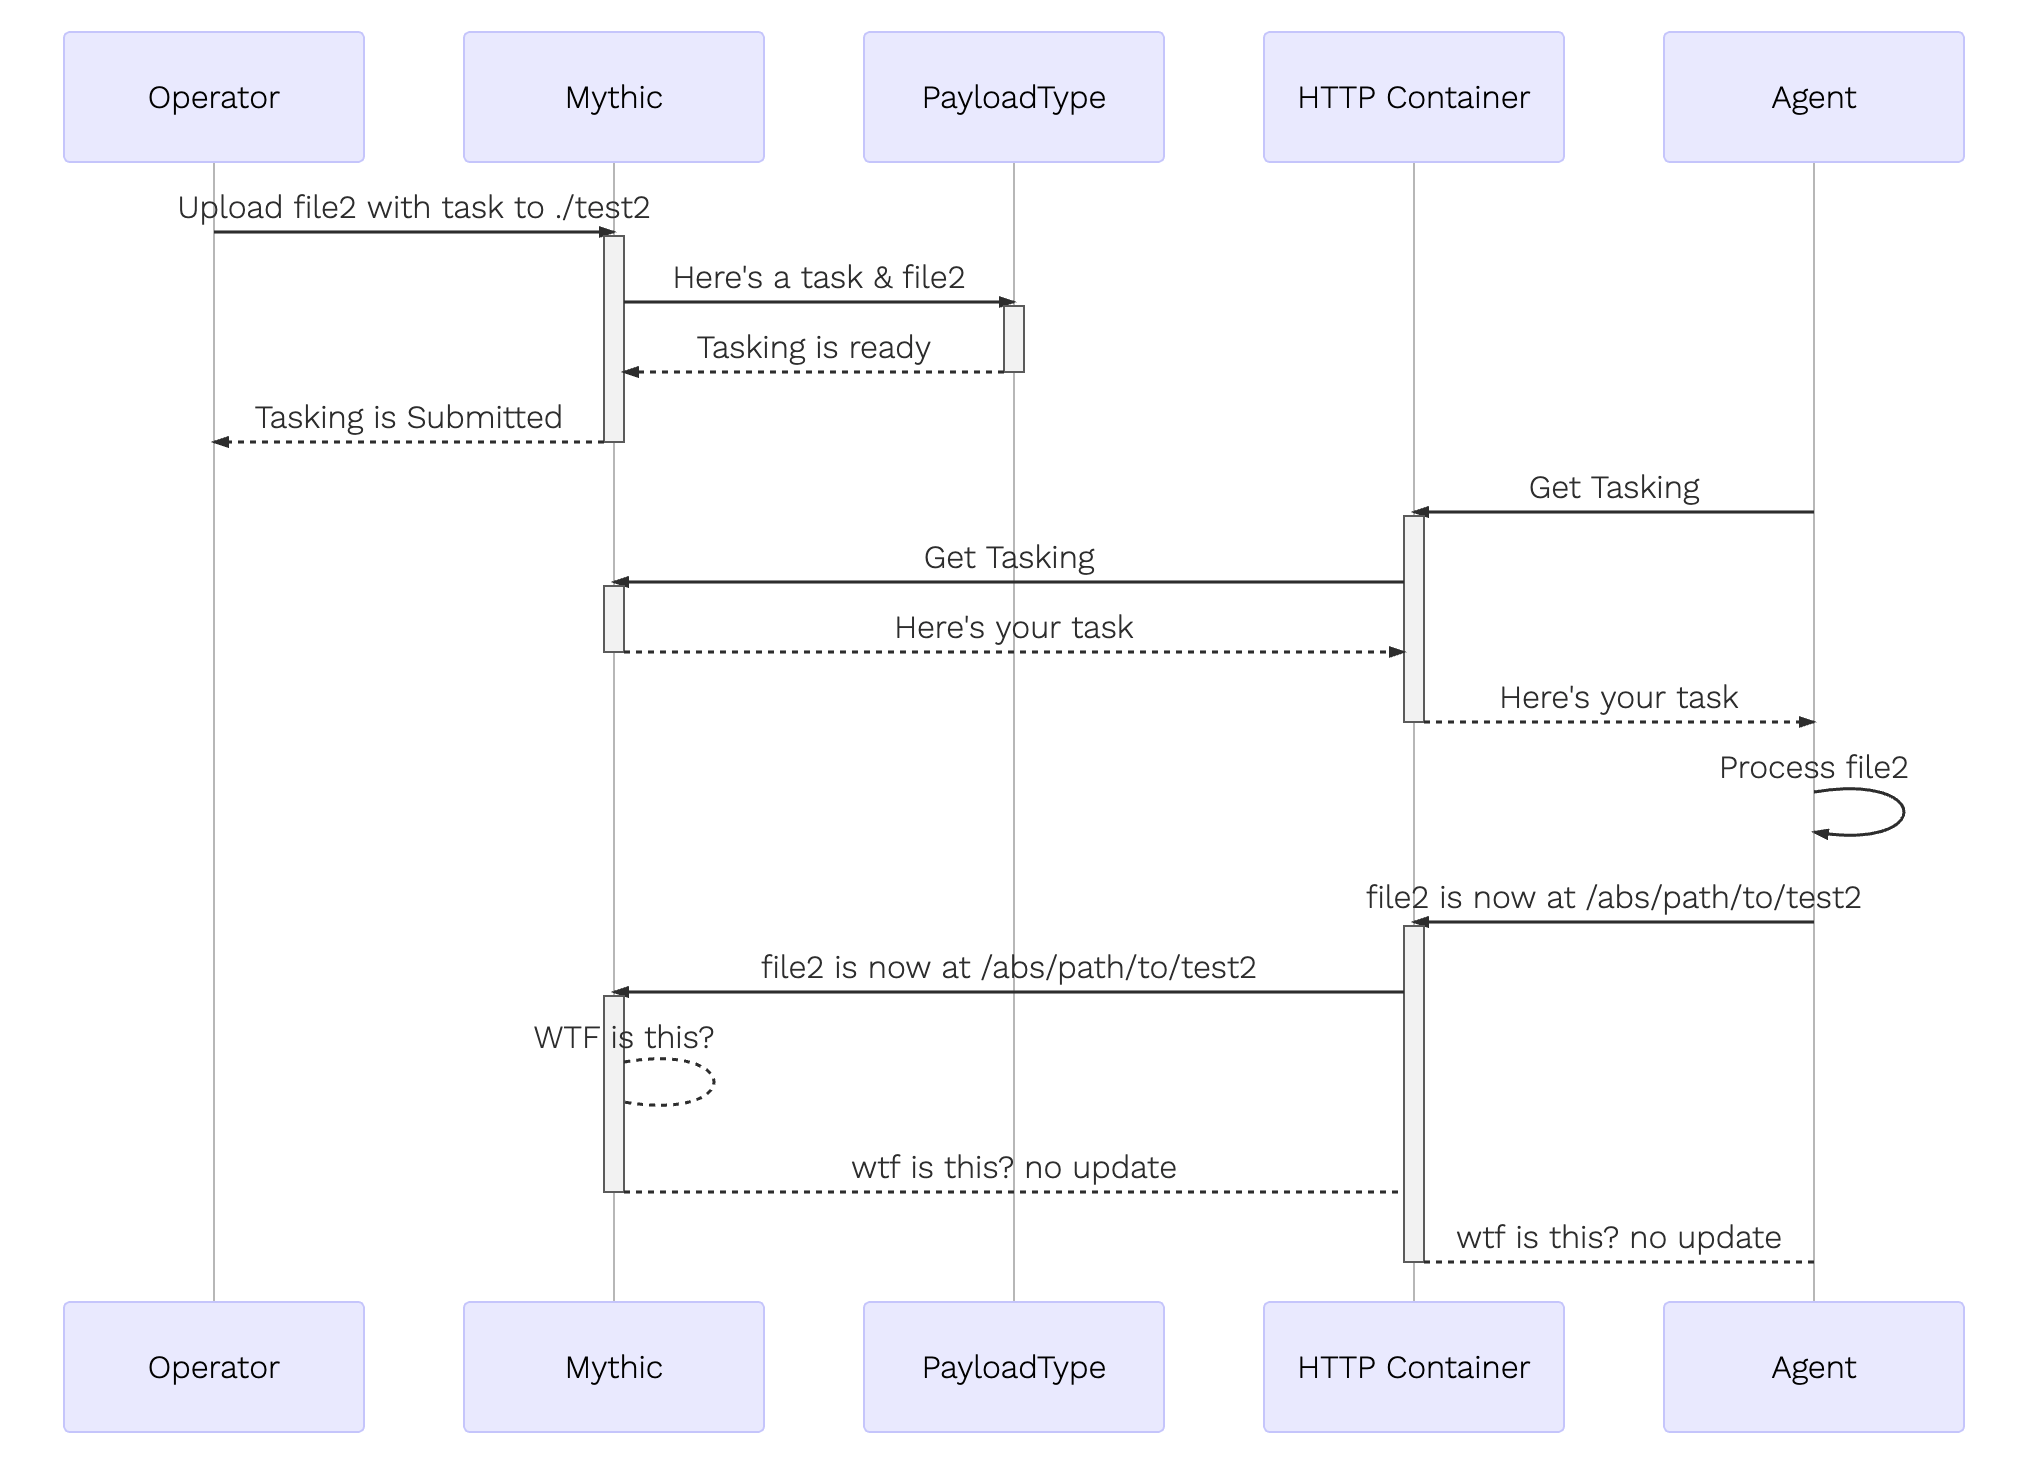 Operator
Mythic
PayloadType
HTTP Container
Agent
Upload file2 with task to ./test2
Here's a task & file2
Tasking is ready
Tasking is Submitted
Get Tasking
Get Tasking
Here's your task
Here's your task
Process file2
file2 is now at /abs/path/to/test2
file2 is now at /abs/path/to/test2
WTF is this?
wtf is this? no update
wtf is this? no update
Operator
Mythic
PayloadType
HTTP Container
Agent